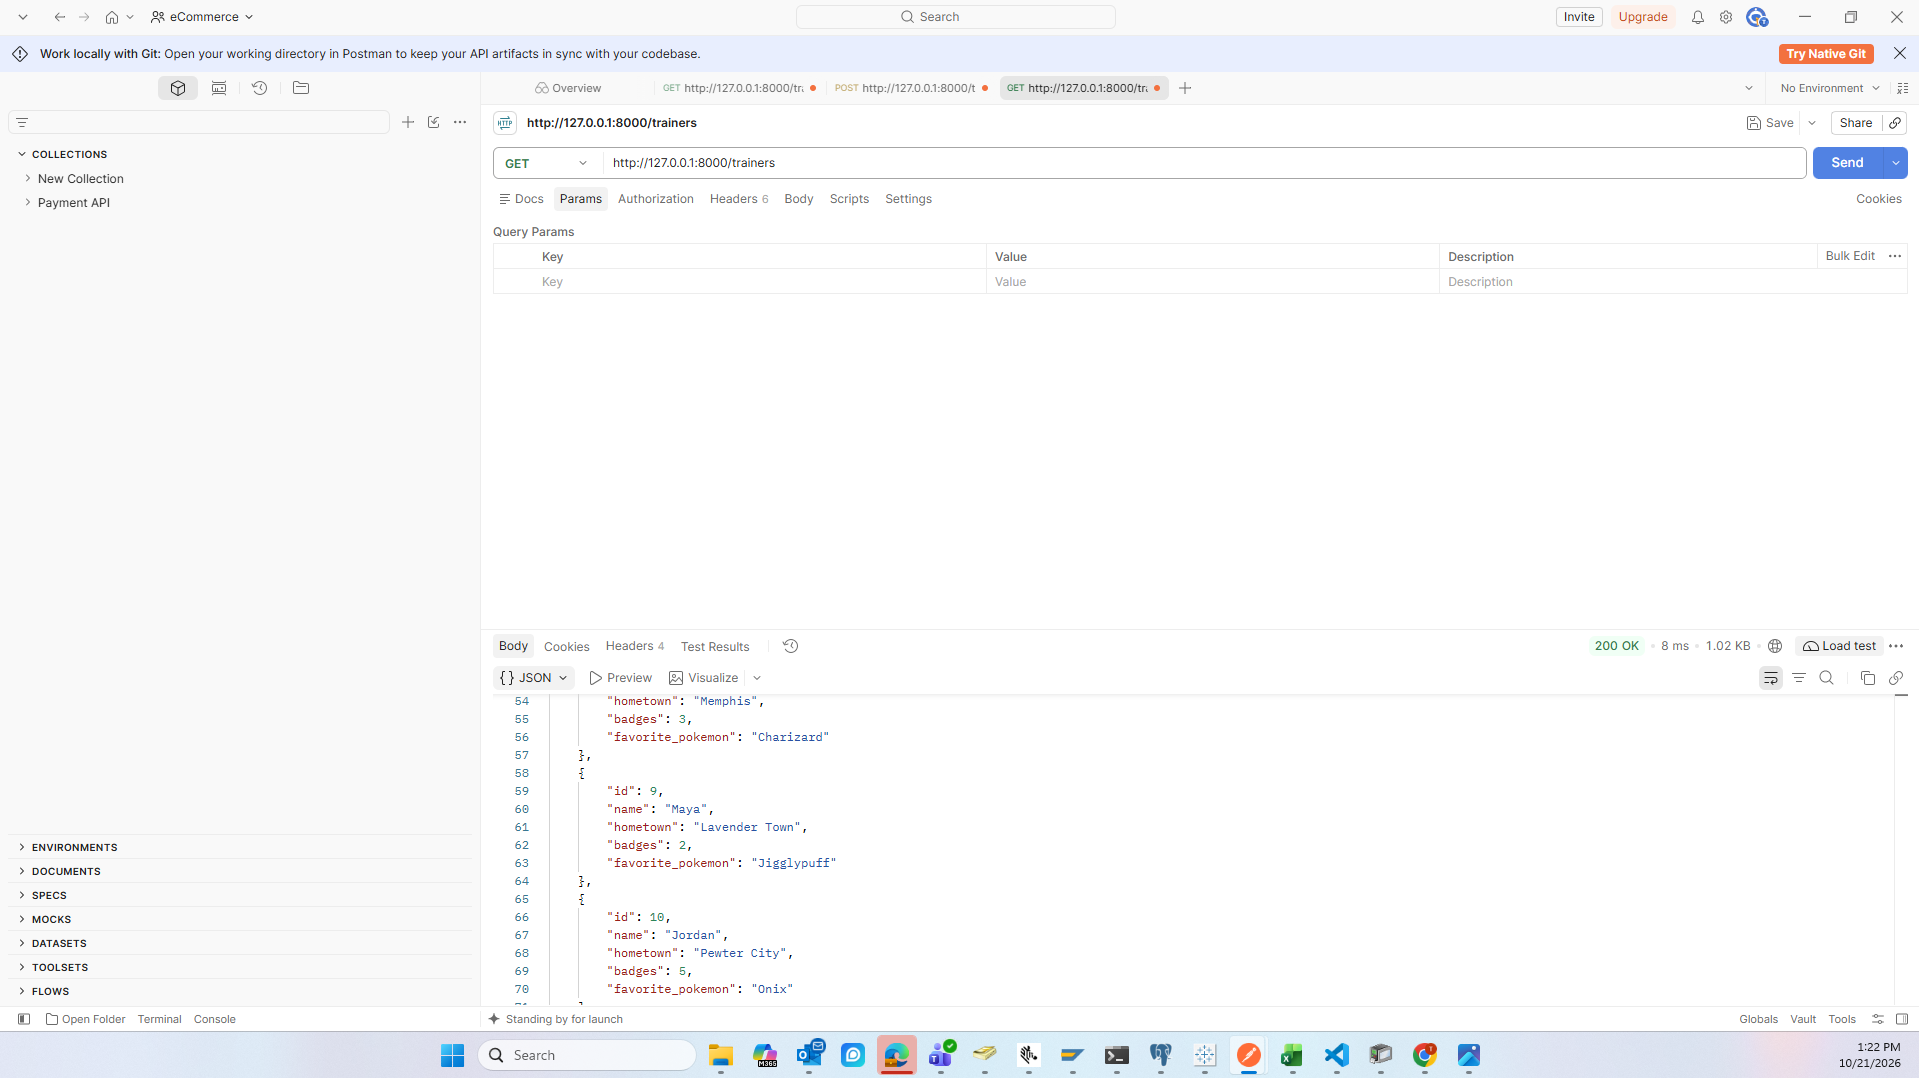 eCommerce
Search
Invite
Upgrade
Work locally with Git: Open your working directory in Postman to keep your API artifacts in sync with your codebase.
Try Native Git
Overview
GET http://127.0.0.1:8000/tr
POST http://127.0.0.1:8000/t
GET http://127.0.0.1:8000/tr
No Environment
HTTP
http://127.0.0.1:8000/trainers
Save
Share
COLLECTIONS
New Collection
Payment API
GET
http://127.0.0.1:8000/trainers
Send
Docs
Params
Authorization
Headers 6
Body
Scripts
Settings
Cookies
Query Params
Key
Value
Description
Bulk Edit
Key
Value
Description
Body
Cookies
Headers 4
Test Results
200 OK
8 ms
1.02 KB
Load test
{} JSON
Preview
Visualize
54 "hometown": "Memphis",
55 "badges": 3,
56 "favorite_pokemon": "Charizard"
57 },
58 {
59 "id": 9,
60 "name": "Maya",
61 "hometown": "Lavender Town",
62 "badges": 2,
63 "favorite_pokemon": "Jigglypuff"
64 },
65 {
66 "id": 10,
67 "name": "Jordan",
68 "hometown": "Pewter City",
69 "badges": 5,
70 "favorite_pokemon": "Onix"
ENVIRONMENTS
DOCUMENTS
SPECS
MOCKS
DATASETS
TOOLSETS
FLOWS
Open Folder
Terminal
Console
Standing by for launch
Globals
Vault
Tools
Search
M365
1:22 PM
10/21/2026